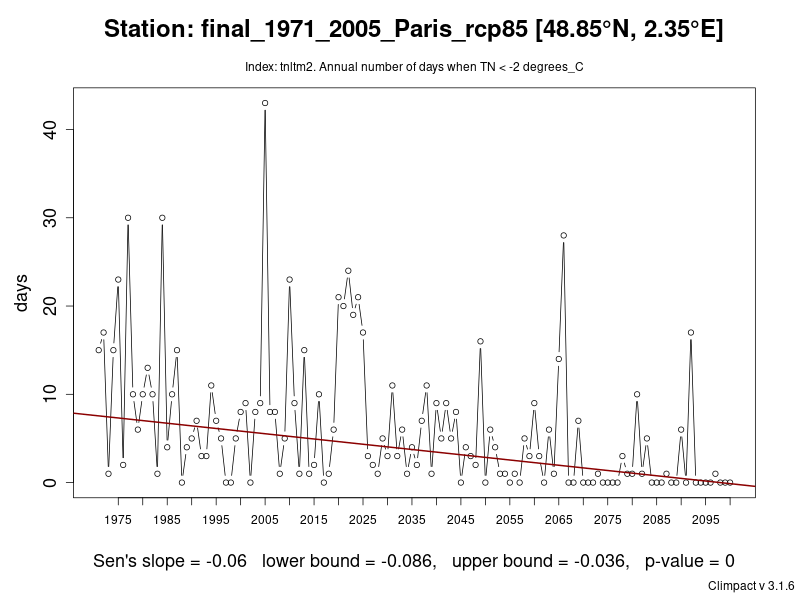 Station: final_1971_2005_Paris_rcp85 [48.85°N, 2.35°E]
Index: tnltm2. Annual number of days when TN < -2 degrees_C
40
30
20
10
0
days
1975 1985 1995 2005 2015 2025 2035 2045 2055 2065 2075 2085 2095
Sen's slope = -0.06 lower bound = -0.086, upper bound = -0.036, p-value = 0
Climpact v 3.1.6